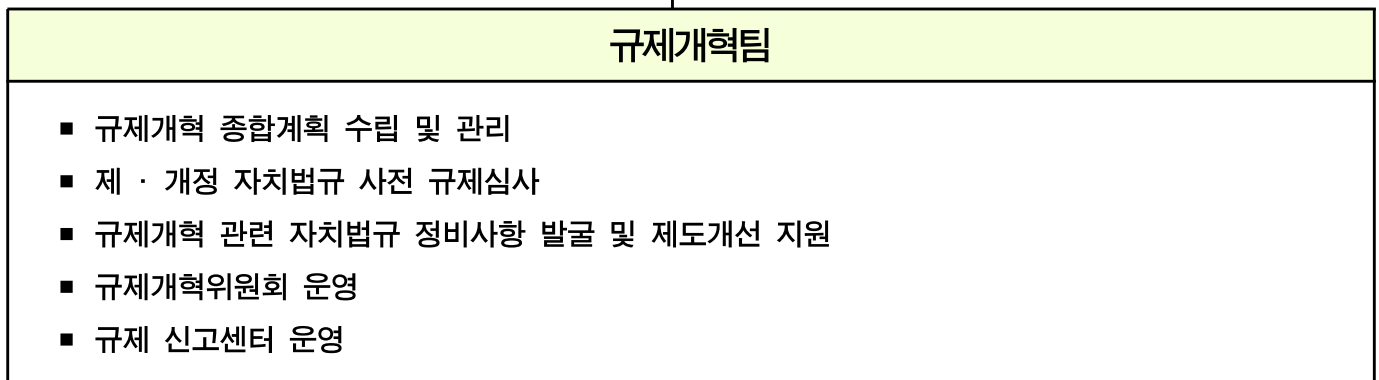 규제개혁팀
▪ 규제개혁 종합계획 수립 및 관리
▪ 제 · 개정 자치법규 사전 규제심사
▪ 규제개혁 관련 자치법규 정비사항 발굴 및 제도개선 지원
▪ 규제개혁위원회 운영
▪ 규제 신고센터 운영